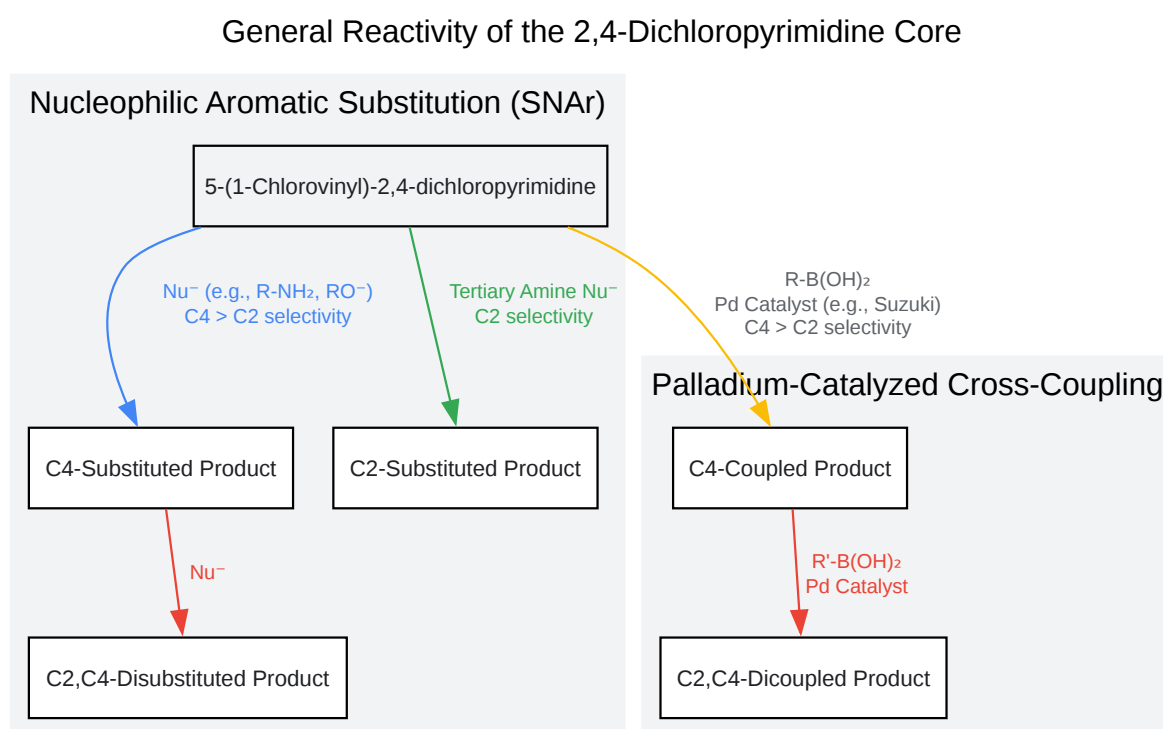 General Reactivity of the 2,4-Dichloropyrimidine Core
Nucleophilic Aromatic Substitution (SNAr)
5-(1-Chlorovinyl)-2,4-dichloropyrimidine
Nu⁻ (e.g., R-NH₂, RO⁻)
C4 > C2 selectivity
Tertiary Amine Nu⁻
C2 selectivity
R-B(OH)₂
Pd Catalyst (e.g., Suzuki)
C4 > C2 selectivity
Palladium-Catalyzed Cross-Coupling
C4-Substituted Product
C2-Substituted Product
C4-Coupled Product
Nu⁻
R'-B(OH)₂
Pd Catalyst
C2,C4-Disubstituted Product
C2,C4-Dicoupled Product